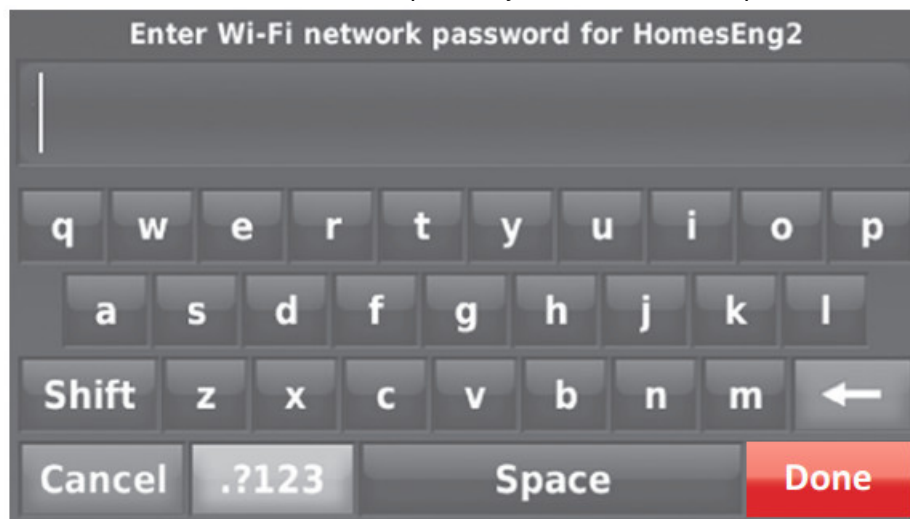 Enter Wi-Fi network password for HomesEng2
q w e r t y u i o p
a s d f g h j k l
Shift z x c v b n m ←
Cancel .?123 Space Done